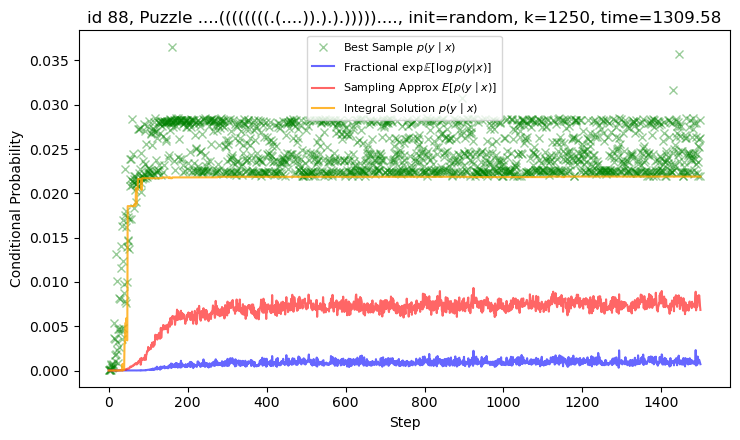 id 88, Puzzle ....((((((((.(....)).).).)))))...., init=random, k=1250, time=1309.58
Best Sample p(y | x)
Fractional exp𝔼[log p(y|x)]
Sampling Approx E[p(y | x)]
Integral Solution p(y | x)
Conditional Probability
0.035
0.030
0.025
0.020
0.015
0.010
0.005
0.000
0 200 400 600 800 1000 1200 1400
Step